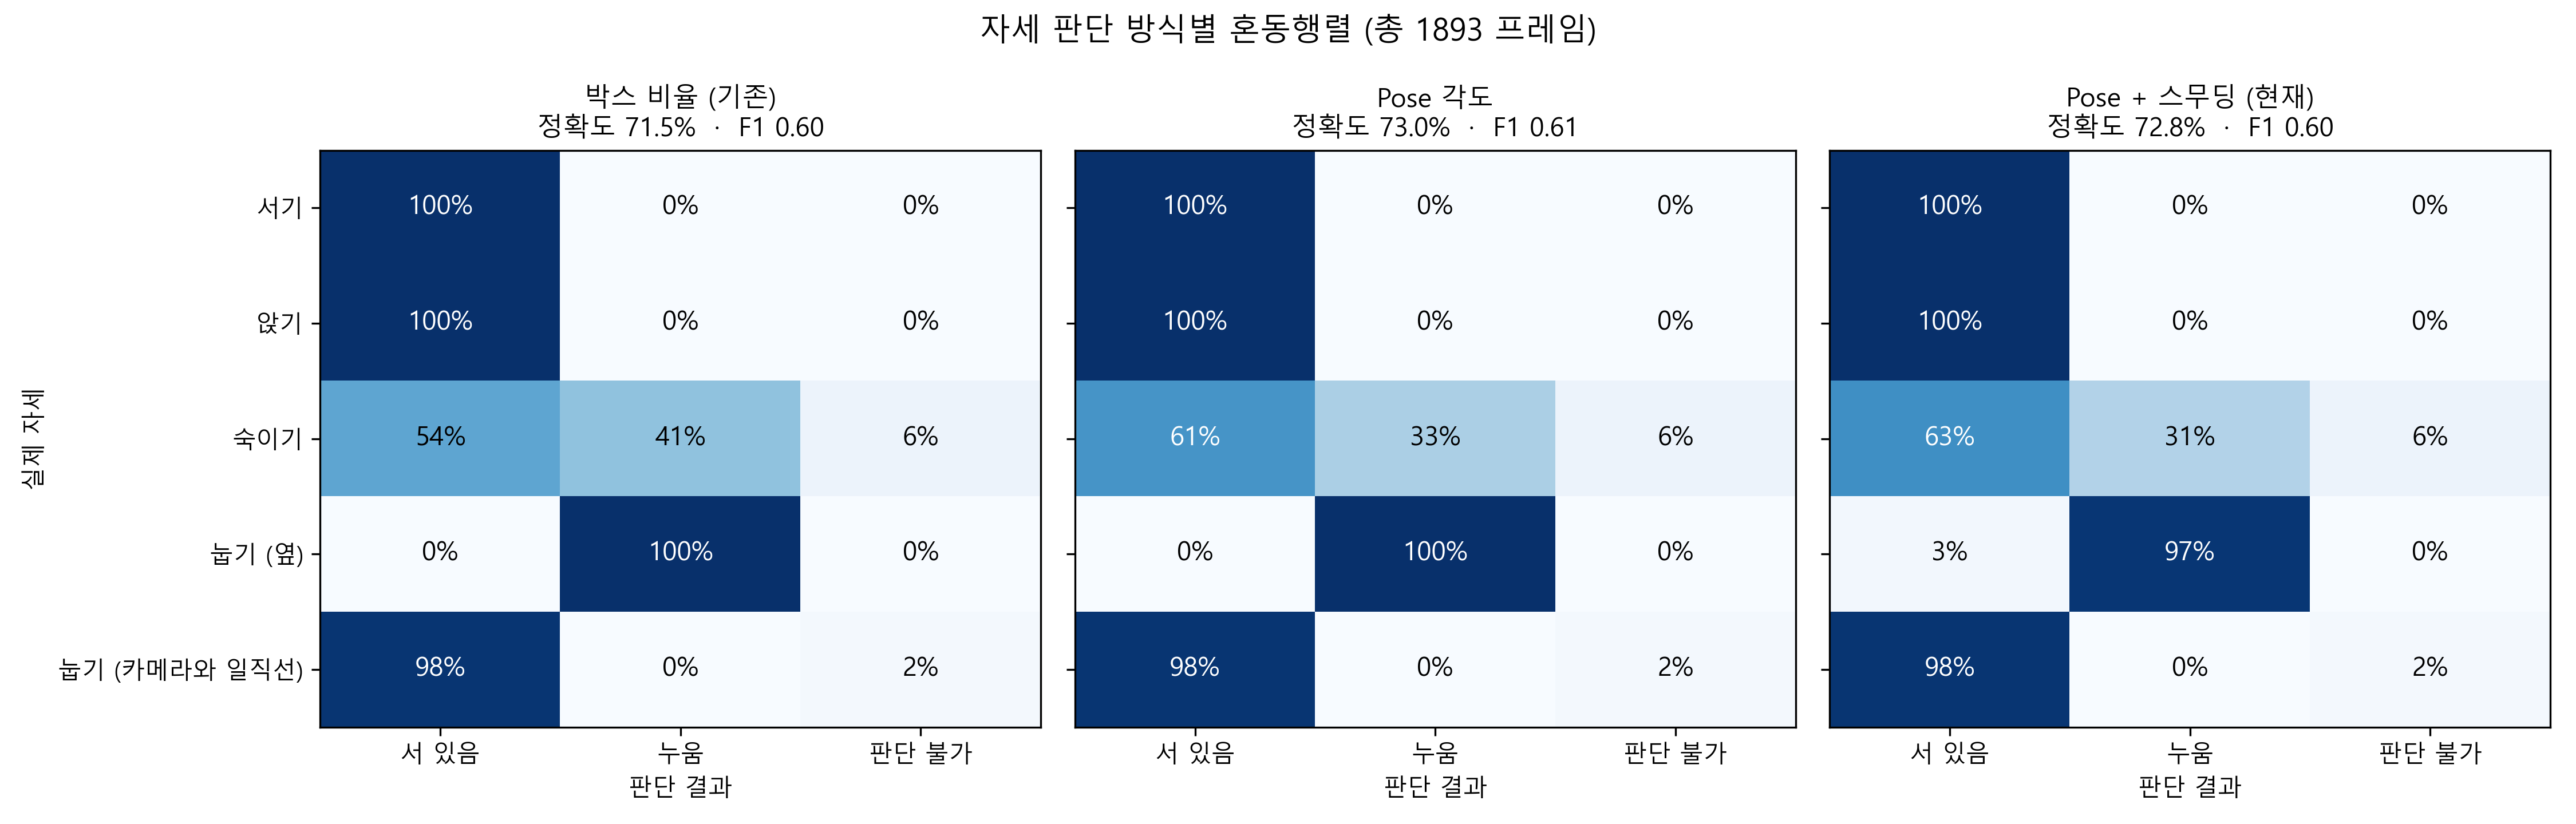 자세 판단 방식별 혼동행렬 (총 1893 프레임)
박스 비율 (기존)
정확도 71.5% · F1 0.60
Pose 각도
정확도 73.0% · F1 0.61
Pose + 스무딩 (현재)
정확도 72.8% · F1 0.60
실제 자세
서기
100% 0% 0% 100% 0% 0% 100% 0% 0%
앉기
100% 0% 0% 100% 0% 0% 100% 0% 0%
숙이기
54% 41% 6% 61% 33% 6% 63% 31% 6%
눕기 (옆)
0% 100% 0% 0% 100% 0% 3% 97% 0%
눕기 (카메라와 일직선)
98% 0% 2% 98% 0% 2% 98% 0% 2%
서 있음 누움 판단 불가 서 있음 누움 판단 불가 서 있음 누움 판단 불가
판단 결과 판단 결과 판단 결과